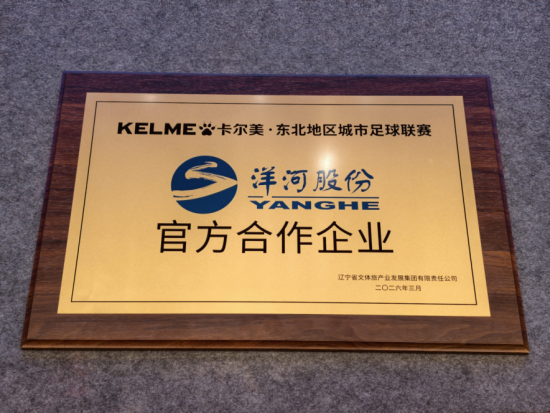 KELME卡尔美·东北地区城市足球联赛
洋河股份
YANGHE
官方合作企业
辽宁省文体旅产业发展集团有限责任公司
二〇二六年三月